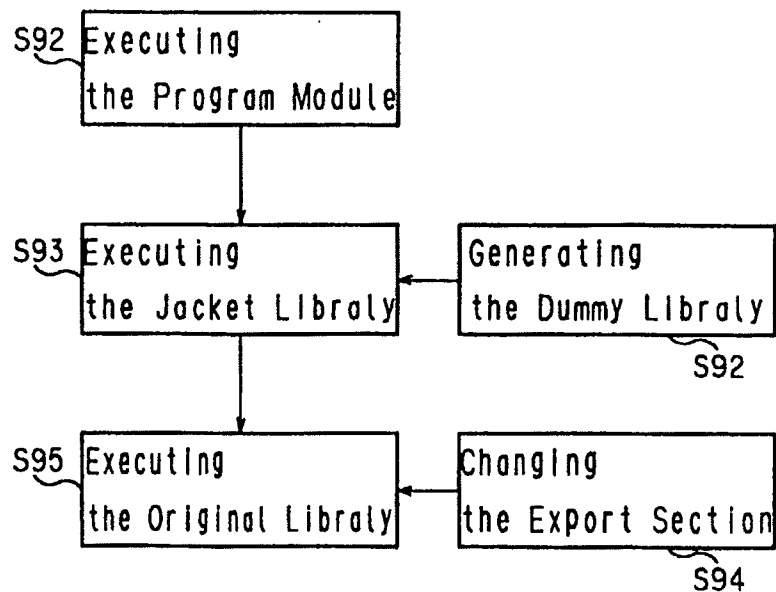 S92
Executing
the Program Module
S93
Executing
the Jacket Libraly
Generating
the Dummy Libraly
S92
S95
Executing
the Original Libraly
Changing
the Export Section
S94